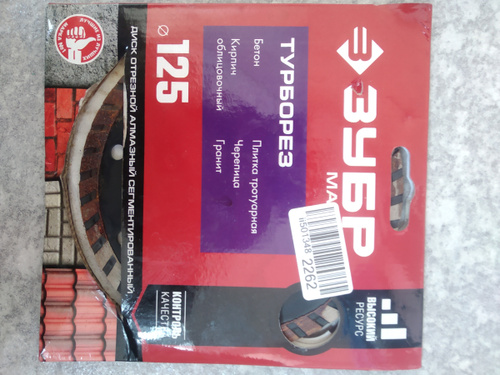 ЗУБР
МА
ТУРБОРЕЗ
Бетон
Кирпич
облицовочный
Плитка тротуарная
Черепица
Гранит
Ø 125
ДИСК ОТРЕЗНОЙ АЛМАЗНЫЙ СЕГМЕНТИРОВАННЫЙ
2262
ВЫСОКИЙ
РЕСУРС
КОНТРОЛЬ
КАЧЕСТВ